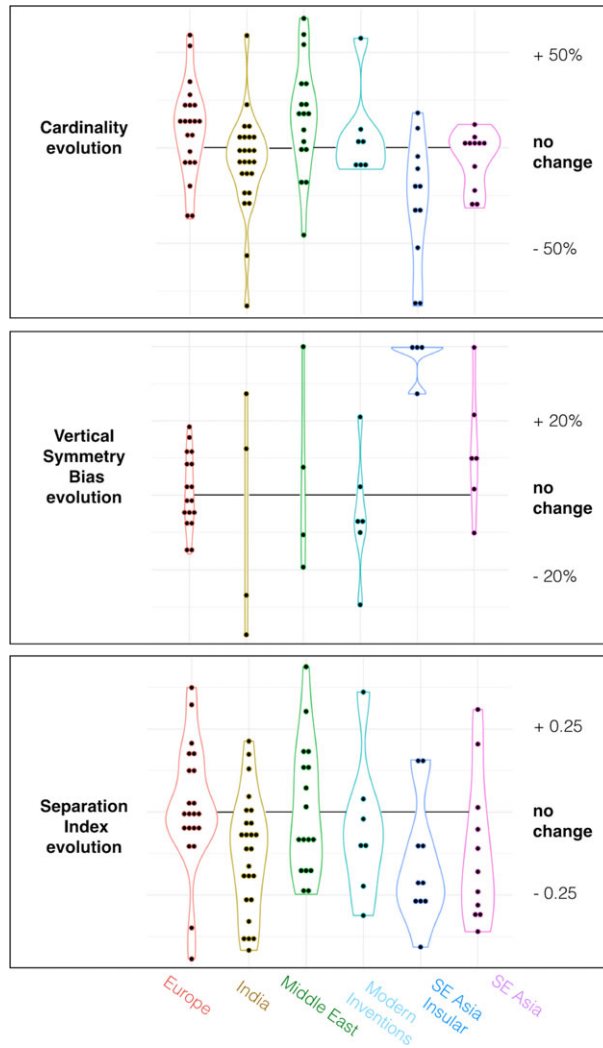 + 50%
Cardinality
evolution
no
change
- 50%
Vertical
Symmetry
Bias
evolution
+ 20%
no
change
- 20%
Separation
Index
evolution
+ 0.25
no
change
- 0.25
Europe
India
Middle East
Modern
Inventions
SE Asia
Insular
SE Asia